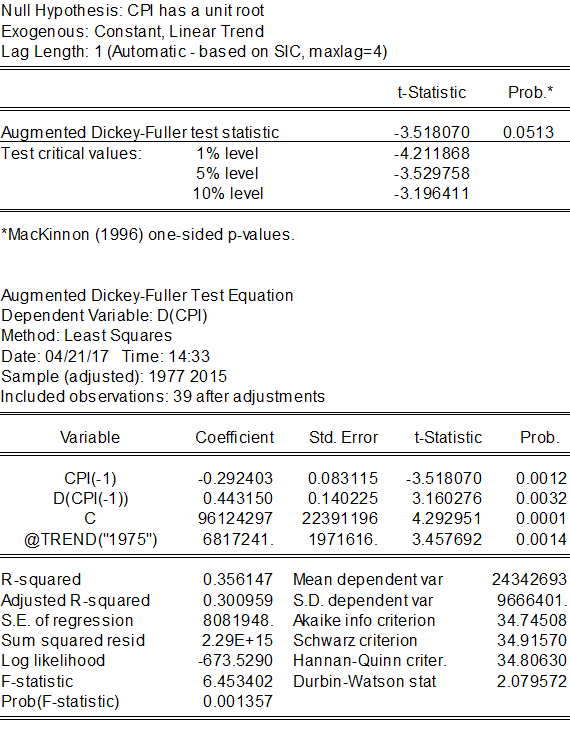 Null Hypothesis: CPI has a unit root
Exogenous: Constant, Linear Trend
Lag Length: 1 (Automatic - based on SIC, maxlag=4)
t-Statistic Prob.*
Augmented Dickey-Fuller test statistic -3.518070 0.0513
Test critical values: 1% level -4.211868
5% level -3.529758
10% level -3.196411
*MacKinnon (1996) one-sided p-values.
Augmented Dickey-Fuller Test Equation
Dependent Variable: D(CPI)
Method: Least Squares
Date: 04/21/17 Time: 14:33
Sample (adjusted): 1977 2015
Included observations: 39 after adjustments
Variable Coefficient Std. Error t-Statistic Prob.
CPI(-1) -0.292403 0.083115 -3.518070 0.0012
D(CPI(-1)) 0.443150 0.140225 3.160276 0.0032
C 96124297 22391196 4.292951 0.0001
@TREND("1975") 6817241. 1971616. 3.457692 0.0014
R-squared 0.356147 Mean dependent var 24342693
Adjusted R-squared 0.300959 S.D. dependent var 9666401.
S.E. of regression 8081948. Akaike info criterion 34.74508
Sum squared resid 2.29E+15 Schwarz criterion 34.91570
Log likelihood -673.5290 Hannan-Quinn criter. 34.80630
F-statistic 6.453402 Durbin-Watson stat 2.079572
Prob(F-statistic) 0.001357